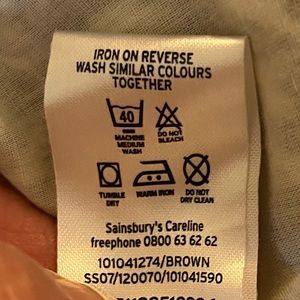 IRON ON REVERSE
WASH SIMILAR COLOURS
TOGETHER
40
MACHINE
MEDIUM
WASH
DO NOT
BLEACH
TUMBLE
DRY
WARM IRON
DO NOT
DRY CLEAN
Sainsbury's Careline
freephone 0800 63 62 62
101041274/BROWN
SS07/120070/101041590